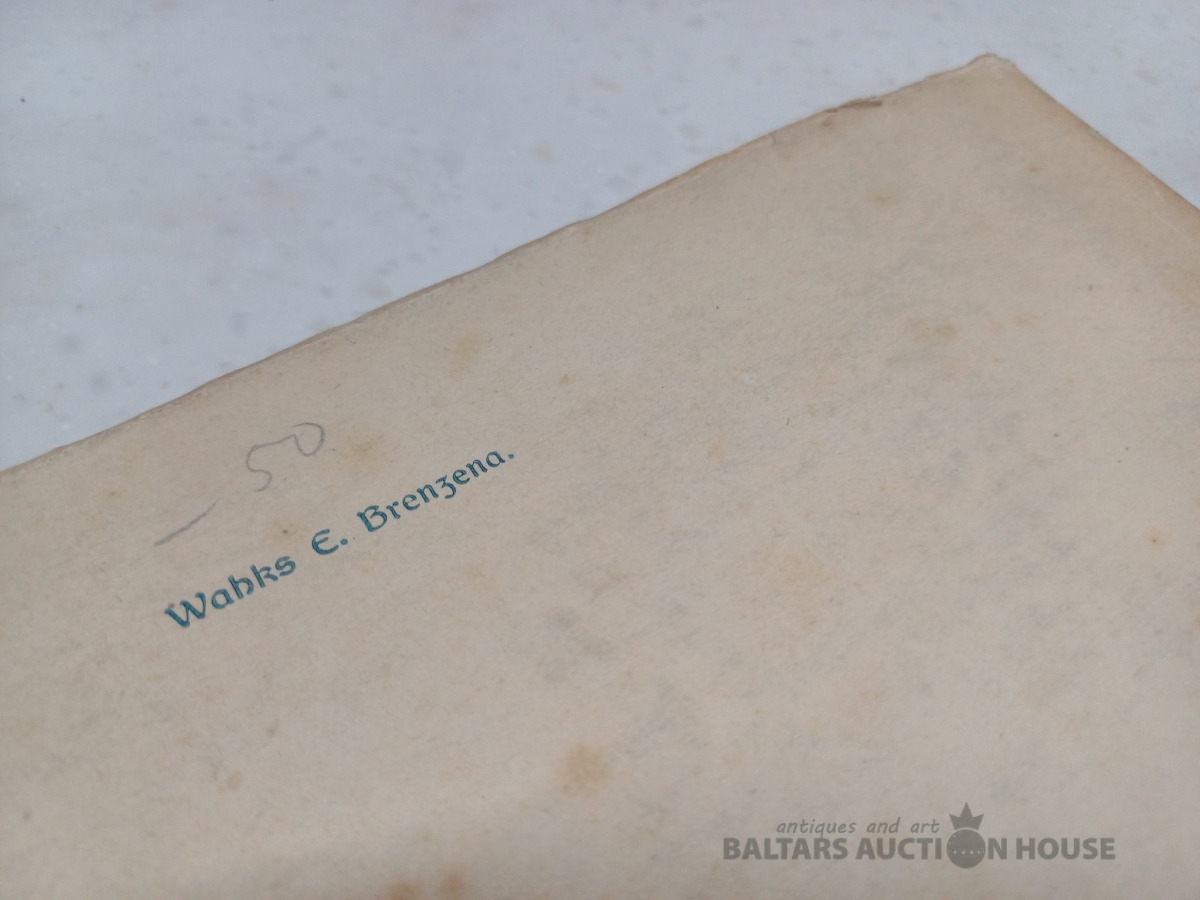 – 50
Wahks E. Brenzena.
antiques and art
BALTARS AUCTION HOUSE